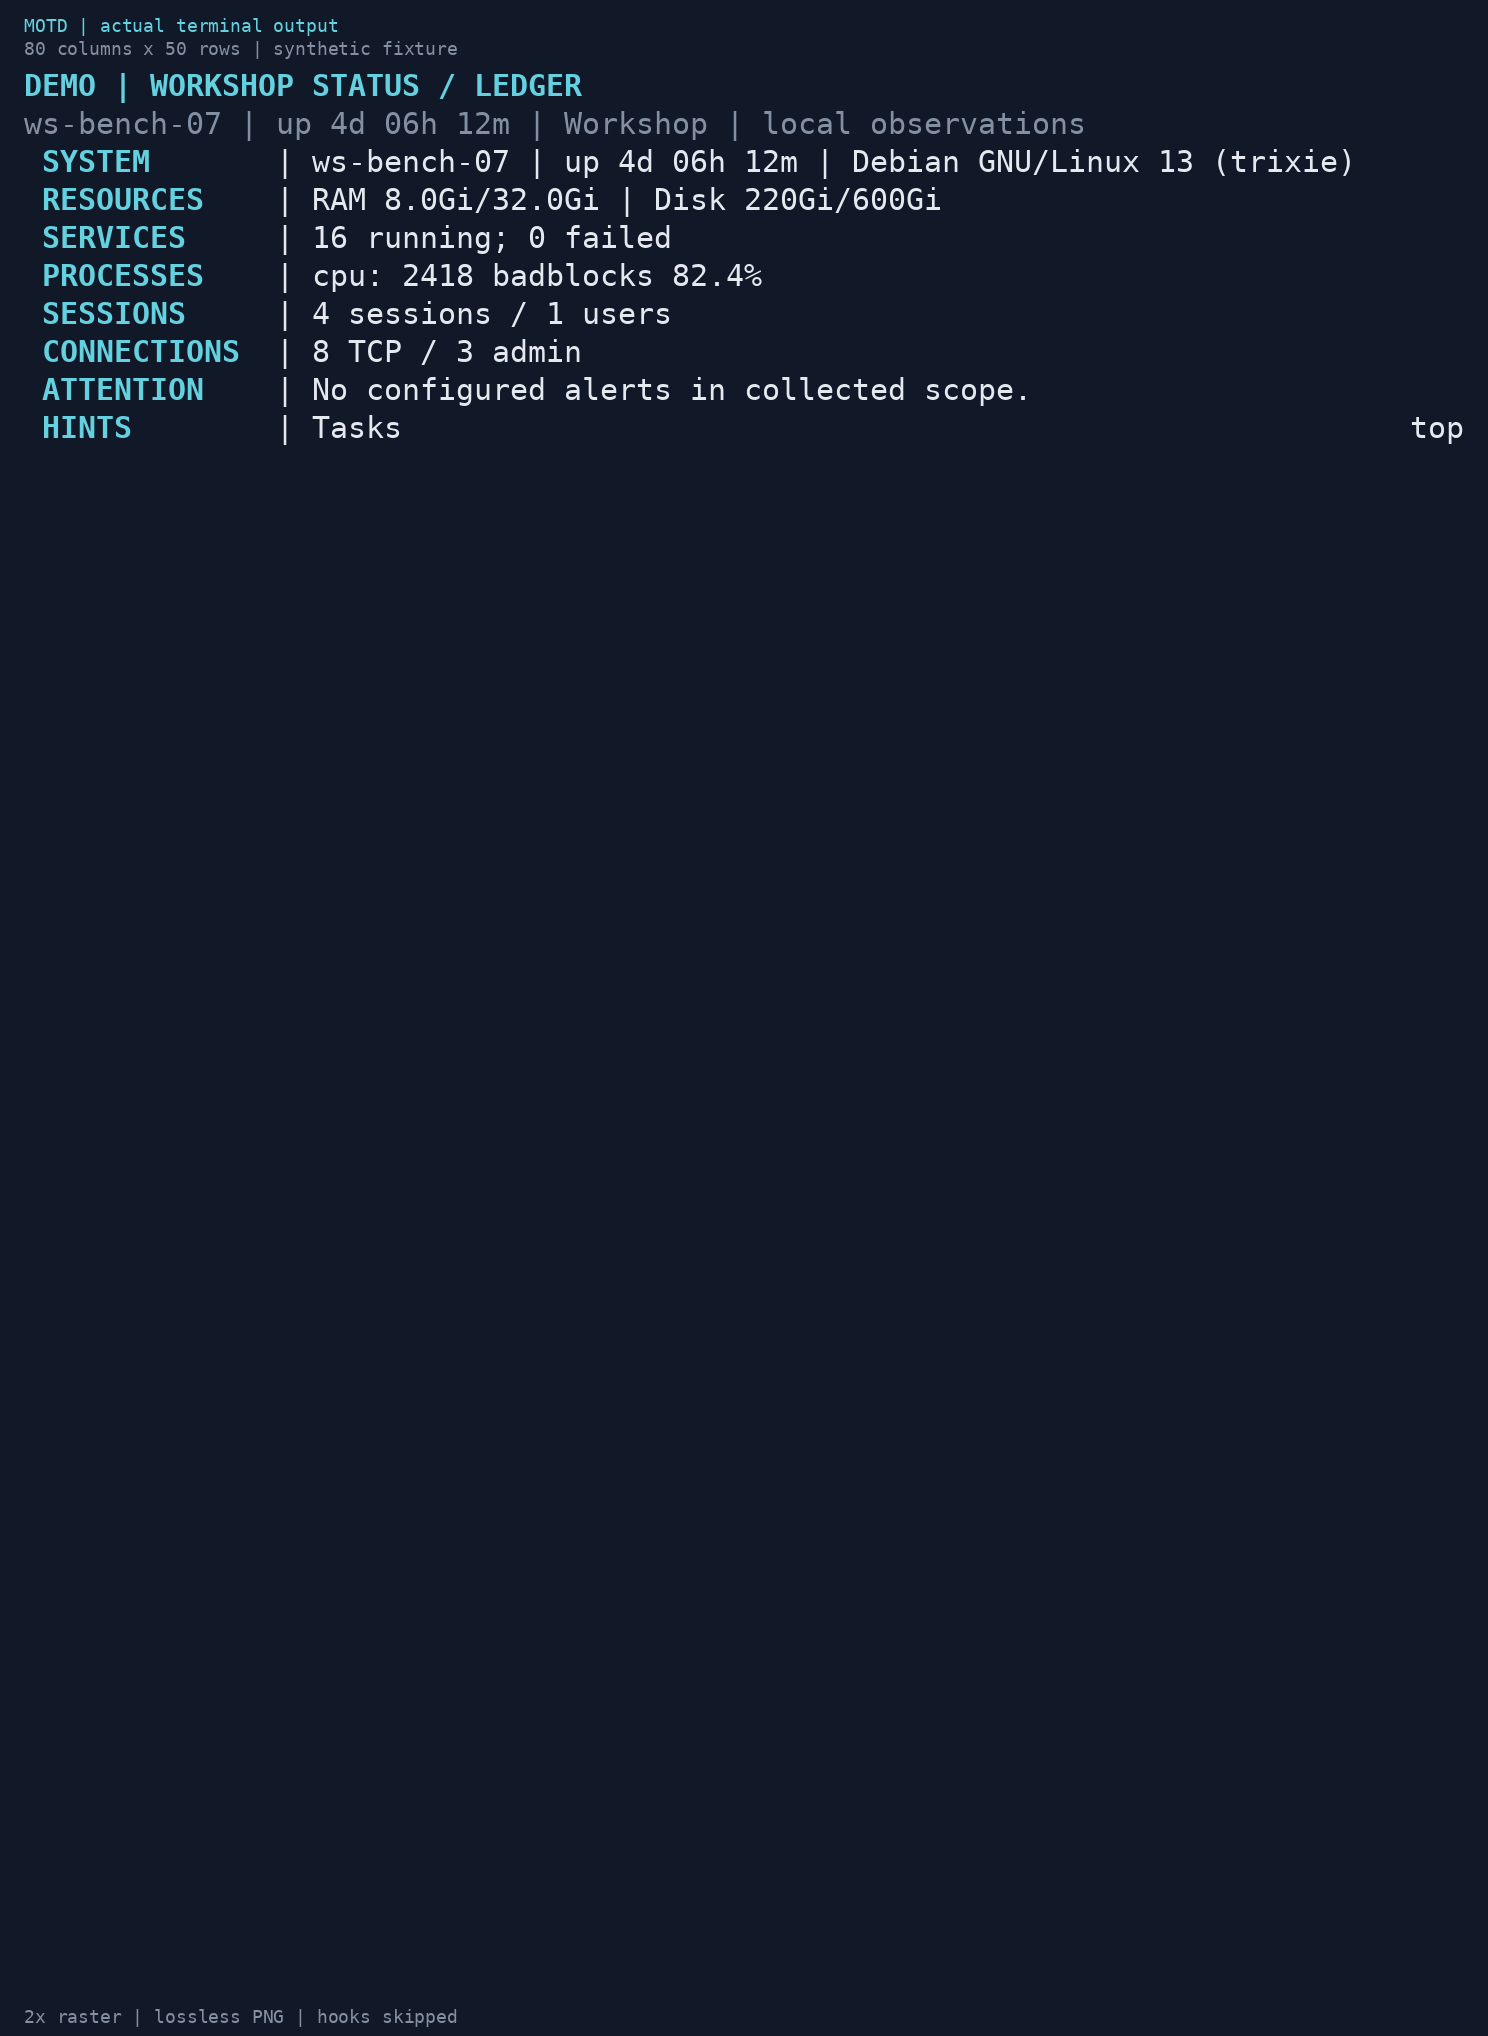 MOTD | actual terminal output
80 columns x 50 rows | synthetic fixture
DEMO | WORKSHOP STATUS / LEDGER
ws-bench-07 | up 4d 06h 12m | Workshop | local observations
SYSTEM | ws-bench-07 | up 4d 06h 12m | Debian GNU/Linux 13 (trixie)
RESOURCES | RAM 8.0Gi/32.0Gi | Disk 220Gi/600Gi
SERVICES | 16 running; 0 failed
PROCESSES | cpu: 2418 badblocks 82.4%
SESSIONS | 4 sessions / 1 users
CONNECTIONS | 8 TCP / 3 admin
ATTENTION | No configured alerts in collected scope.
HINTS | Tasks top
2x raster | lossless PNG | hooks skipped